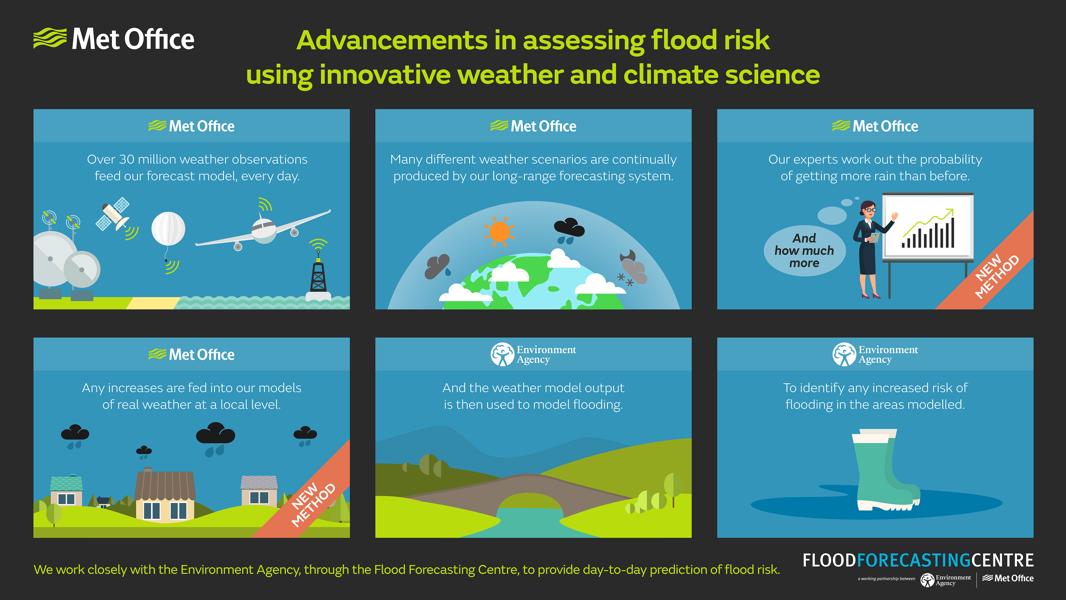 Met Office
Advancements in assessing flood risk
using innovative weather and climate science
Met Office
Over 30 million weather observations
feed our forecast model, every day.
Met Office
Many different weather scenarios are continually
produced by our long-range forecasting system.
Met Office
Our experts work out the probability
of getting more rain than before.
And
how much
more
NEW
METHOD
Met Office
Any increases are fed into our models
of real weather at a local level.
NEW
METHOD
Environment
Agency
And the weather model output
is then used to model flooding.
Environment
Agency
To identify any increased risk of
flooding in the areas modelled.
We work closely with the Environment Agency, through the Flood Forecasting Centre, to provide day-to-day prediction of flood risk.
FLOODFORECASTINGCENTRE
a working partnership between
Environment
Agency
Met Office